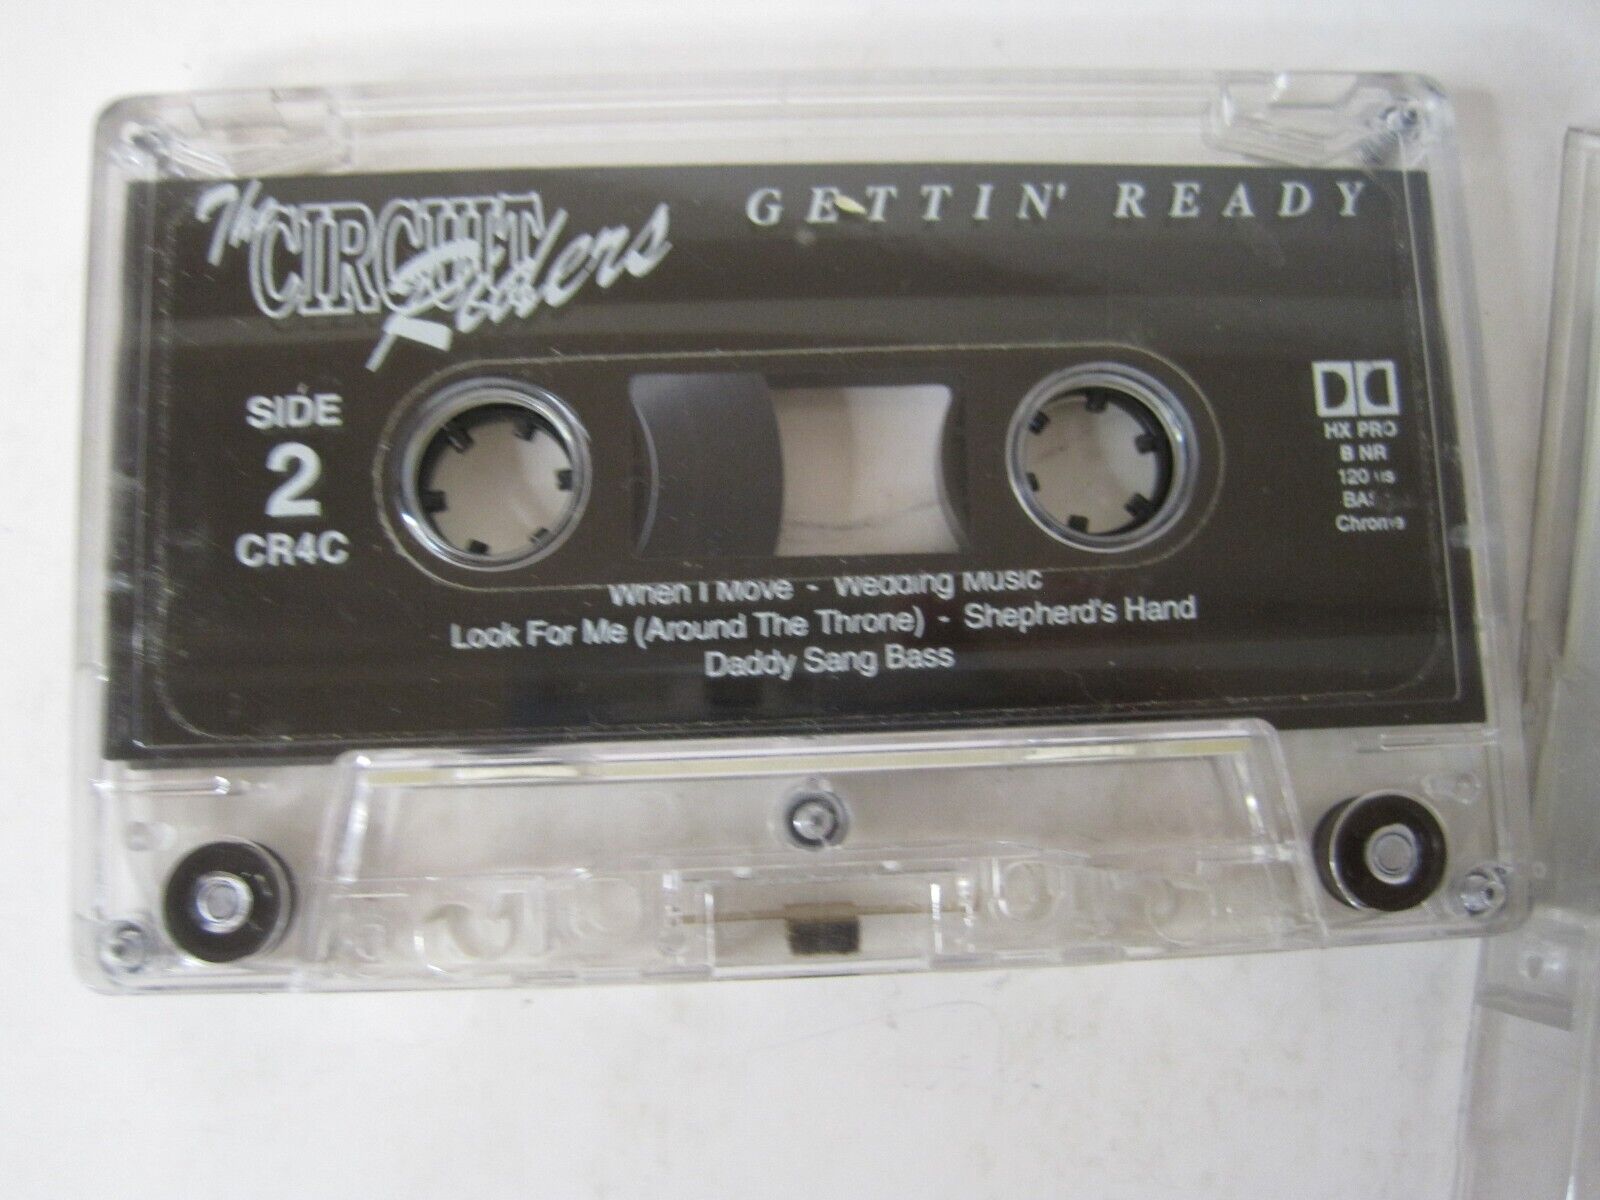 The CIRCUIT Riders
GETTIN' READY
SIDE
2
CR4C
HX PRO
B NR
120 us
Chrome
When I Move - Wedding Music
Look For Me (Around The Throne) - Shepherd's Hand
Daddy Sang Bass